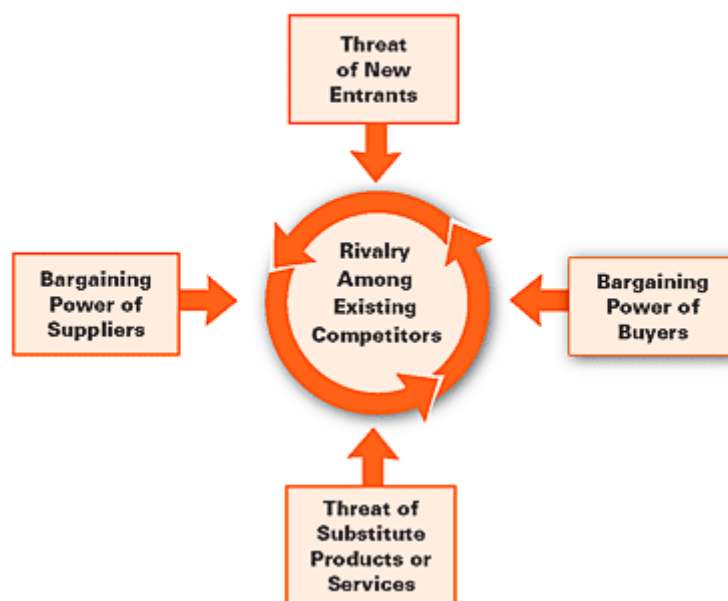 Threat
of New
Entrants
Bargaining
Power of
Suppliers
Rivalry
Among
Existing
Competitors
Bargaining
Power of
Buyers
Threat of
Substitute
Products or
Services